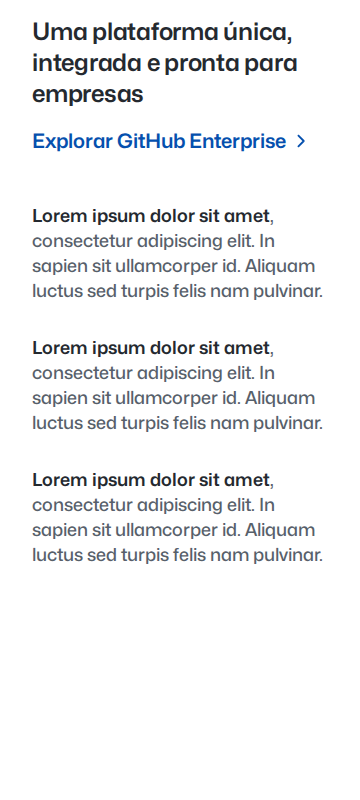 Uma plataforma única,
integrada e pronta para
empresas
Explorar GitHub Enterprise
Lorem ipsum dolor sit amet,
consectetur adipiscing elit. In
sapien sit ullamcorper id. Aliquam
luctus sed turpis felis nam pulvinar.
Lorem ipsum dolor sit amet,
consectetur adipiscing elit. In
sapien sit ullamcorper id. Aliquam
luctus sed turpis felis nam pulvinar.
Lorem ipsum dolor sit amet,
consectetur adipiscing elit. In
sapien sit ullamcorper id. Aliquam
luctus sed turpis felis nam pulvinar.